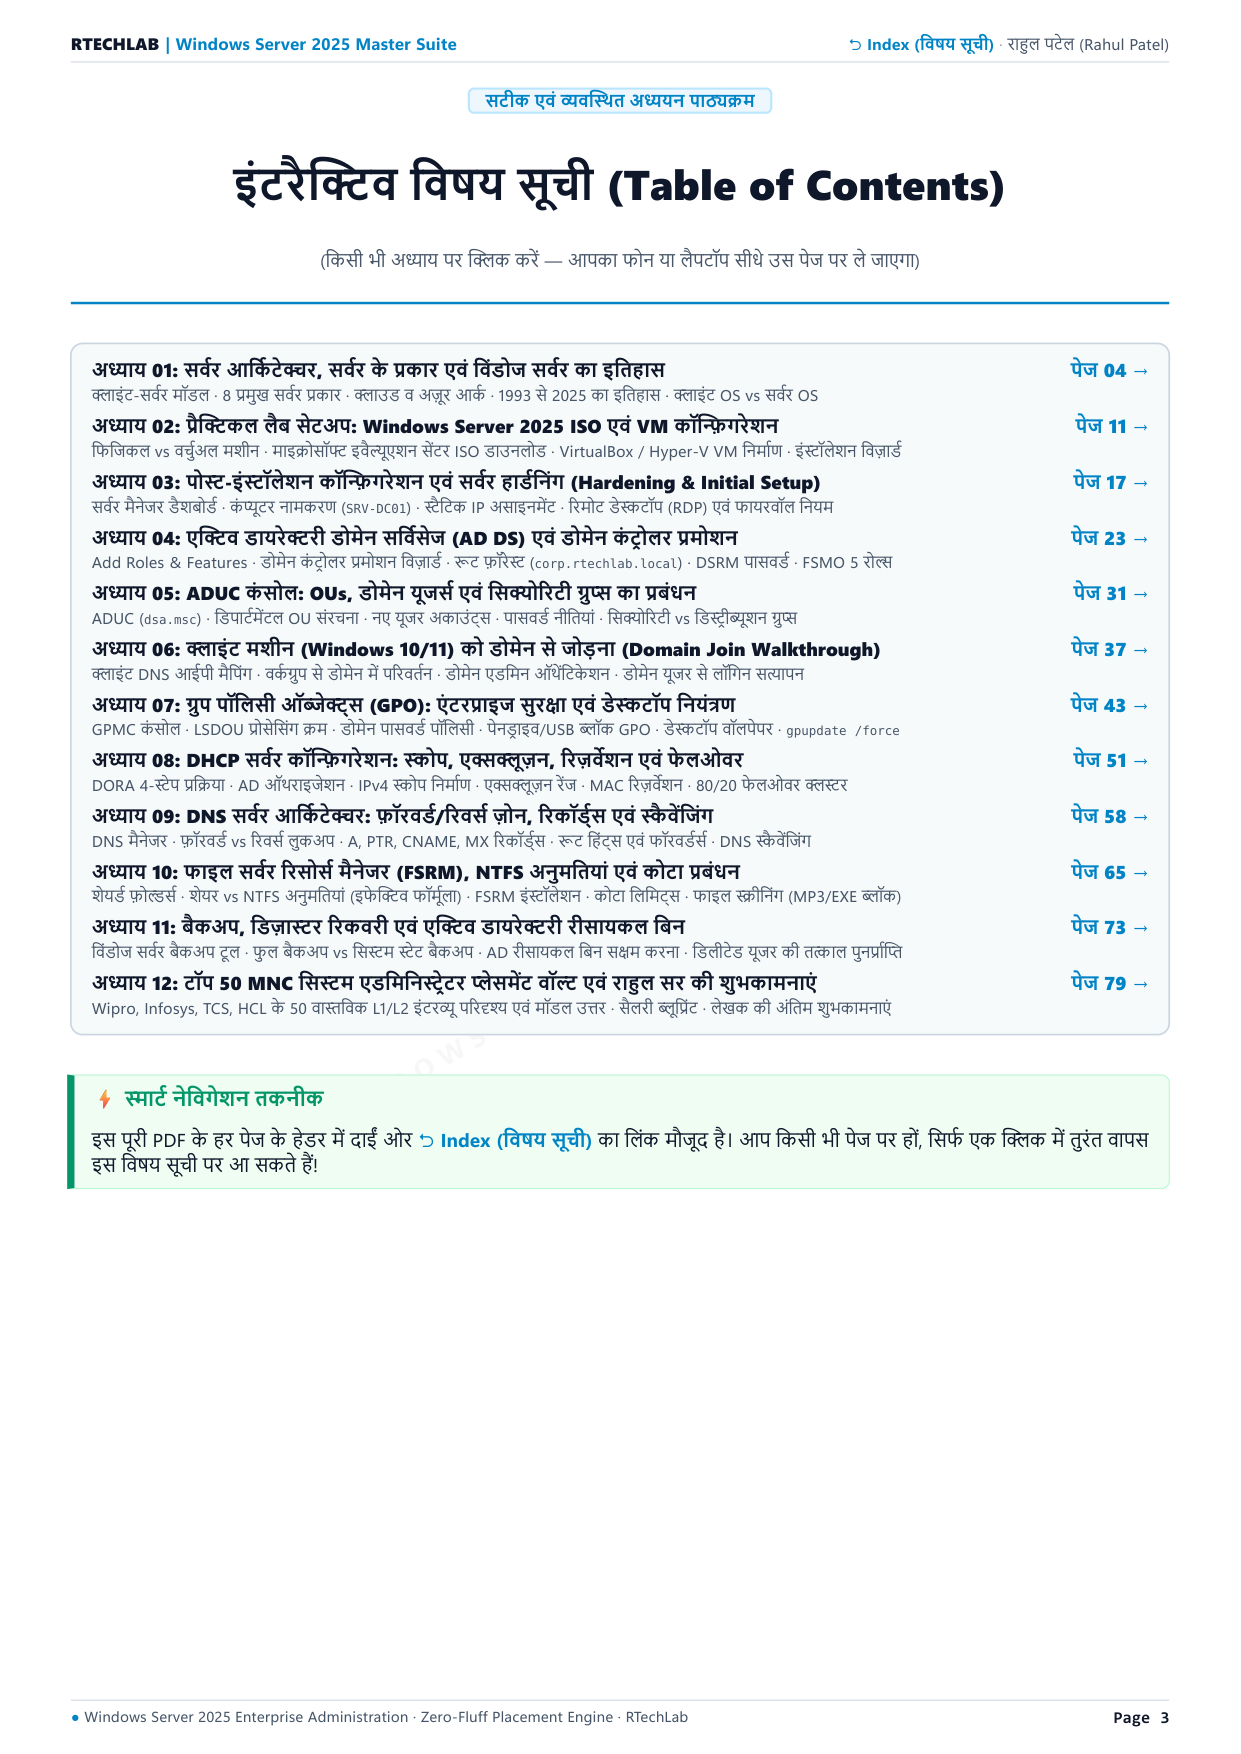 RTECHLAB | Windows Server 2025 Master Suite
⮌ Index (विषय सूची) · राहुल पटेल (Rahul Patel)
सटीक एवं व्यवस्थित अध्ययन पाठ्यक्रम
इंटरैक्टिव विषय सूची (Table of Contents)
(किसी भी अध्याय पर क्लिक करें — आपका फोन या लैपटॉप सीधे उस पेज पर ले जाएगा)
अध्याय 01: सर्वर आर्किटेक्चर, सर्वर के प्रकार एवं विंडोज सर्वर का इतिहास पेज 04 →
क्लाइंट-सर्वर मॉडल · 8 प्रमुख सर्वर प्रकार · क्लाउड व अज़ूर आर्क · 1993 से 2025 का इतिहास · क्लाइंट OS vs सर्वर OS
अध्याय 02: प्रैक्टिकल लैब सेटअप: Windows Server 2025 ISO एवं VM कॉन्फ़िगरेशन पेज 11 →
फिजिकल vs वर्चुअल मशीन · माइक्रोसॉफ्ट इवैल्यूएशन सेंटर ISO डाउनलोड · VirtualBox / Hyper-V VM निर्माण · इंस्टॉलेशन विज़ार्ड
अध्याय 03: पोस्ट-इंस्टॉलेशन कॉन्फ़िगरेशन एवं सर्वर हार्डनिंग (Hardening & Initial Setup) पेज 17 →
सर्वर मैनेजर डैशबोर्ड · कंप्यूटर नामकरण (SRV-DC01) · स्टैटिक IP असाइनमेंट · रिमोट डेस्कटॉप (RDP) एवं फायरवॉल नियम
अध्याय 04: एक्टिव डायरेक्टरी डोमेन सर्विसेज (AD DS) एवं डोमेन कंट्रोलर प्रमोशन पेज 23 →
Add Roles & Features · डोमेन कंट्रोलर प्रमोशन विज़ार्ड · रूट फ़ॉरेस्ट (corp.rtechlab.local) · DSRM पासवर्ड · FSMO 5 रोल्स
अध्याय 05: ADUC कंसोल: OUs, डोमेन यूजर्स एवं सिक्योरिटी ग्रुप्स का प्रबंधन पेज 31 →
ADUC (dsa.msc) · डिपार्टमेंटल OU संरचना · नए यूजर अकाउंट्स · पासवर्ड नीतियां · सिक्योरिटी vs डिस्ट्रीब्यूशन ग्रुप्स
अध्याय 06: क्लाइंट मशीन (Windows 10/11) को डोमेन से जोड़ना (Domain Join Walkthrough) पेज 37 →
क्लाइंट DNS आईपी मैपिंग · वर्कग्रुप से डोमेन में परिवर्तन · डोमेन एडमिन ऑथेंटिकेशन · डोमेन यूजर से लॉगिन सत्यापन
अध्याय 07: ग्रुप पॉलिसी ऑब्जेक्ट्स (GPO): एंटरप्राइज सुरक्षा एवं डेस्कटॉप नियंत्रण पेज 43 →
GPMC कंसोल · LSDOU प्रोसेसिंग क्रम · डोमेन पासवर्ड पॉलिसी · पेनड्राइव/USB ब्लॉक GPO · डेस्कटॉप वॉलपेपर · gpupdate /force
अध्याय 08: DHCP सर्वर कॉन्फ़िगरेशन: स्कोप, एक्सक्लूज़न, रिज़र्वेशन एवं फेलओवर पेज 51 →
DORA 4-स्टेप प्रक्रिया · AD ऑथराइजेशन · IPv4 स्कोप निर्माण · एक्सक्लूज़न रेंज · MAC रिज़र्वेशन · 80/20 फेलओवर क्लस्टर
अध्याय 09: DNS सर्वर आर्किटेक्चर: फ़ॉरवर्ड/रिवर्स ज़ोन, रिकॉर्ड्स एवं स्कैवेंजिंग पेज 58 →
DNS मैनेजर · फ़ॉरवर्ड vs रिवर्स लुकअप · A, PTR, CNAME, MX रिकॉर्ड्स · रूट हिंट्स एवं फॉरवर्डर्स · DNS स्कैवेंजिंग
अध्याय 10: फाइल सर्वर रिसोर्स मैनेजर (FSRM), NTFS अनुमतियां एवं कोटा प्रबंधन पेज 65 →
शेयर्ड फ़ोल्डर्स · शेयर vs NTFS अनुमतियां (इफेक्टिव फॉर्मूला) · FSRM इंस्टॉलेशन · कोटा लिमिट्स · फाइल स्क्रीनिंग (MP3/EXE ब्लॉक)
अध्याय 11: बैकअप, डिज़ास्टर रिकवरी एवं एक्टिव डायरेक्टरी रीसायकल बिन पेज 73 →
विंडोज सर्वर बैकअप टूल · फुल बैकअप vs सिस्टम स्टेट बैकअप · AD रीसायकल बिन सक्षम करना · डिलीटेड यूजर की तत्काल पुनर्प्राप्ति
अध्याय 12: टॉप 50 MNC सिस्टम एडमिनिस्ट्रेटर प्लेसमेंट वॉल्ट एवं राहुल सर की शुभकामनाएं पेज 79 →
Wipro, Infosys, TCS, HCL के 50 वास्तविक L1/L2 इंटरव्यू परिदृश्य एवं मॉडल उत्तर · सैलरी ब्लूप्रिंट · लेखक की अंतिम शुभकामनाएं
ows
⚡ स्मार्ट नेविगेशन तकनीक
इस पूरी PDF के हर पेज के हेडर में दाईं ओर ⮌ Index (विषय सूची) का लिंक मौजूद है। आप किसी भी पेज पर हों, सिर्फ एक क्लिक में तुरंत वापस
इस विषय सूची पर आ सकते हैं!
● Windows Server 2025 Enterprise Administration · Zero-Fluff Placement Engine · RTechLab
Page 3